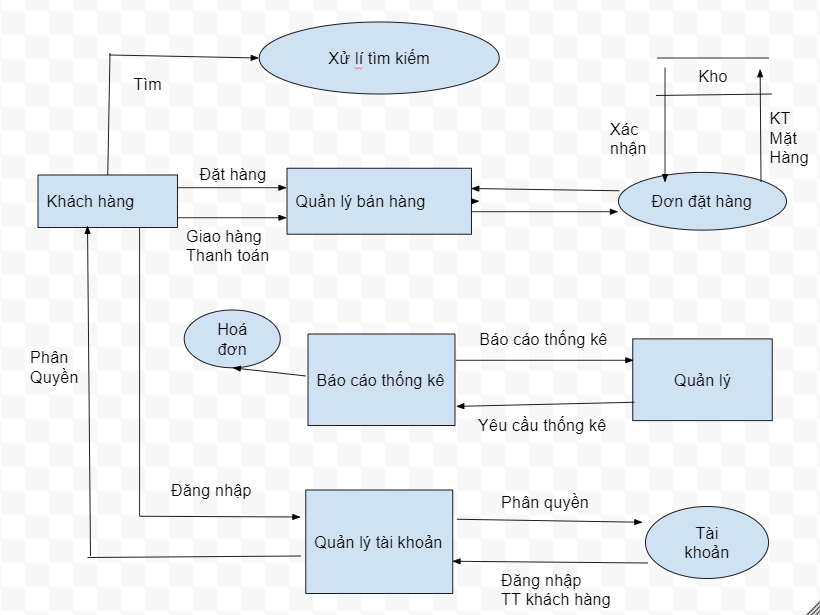 Xử lí tìm kiếm
Tìm
Kho
Xác
nhận
KT
Mặt
Hàng
Khách hàng
Đặt hàng
Quản lý bán hàng
Đơn đặt hàng
Giao hàng
Thanh toán
Hoá
đơn
Phân
Quyền
Báo cáo thống kê
Báo cáo thống kê
Quản lý
Yêu cầu thống kê
Đăng nhập
Quản lý tài khoản
Phân quyền
Tài
khoản
Đăng nhập
TT khách hàng